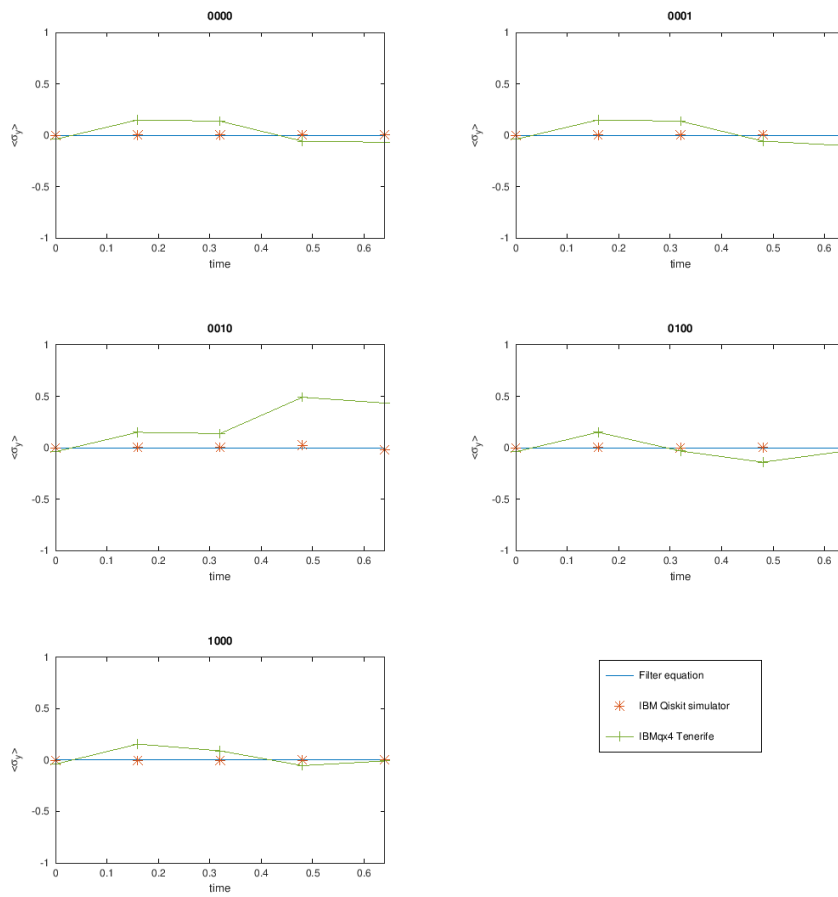 0000
1
0.5
0
-0.5
-1
<σy>
0 0.1 0.2 0.3 0.4 0.5 0.6
time
0001
1
0.5
0
-0.5
-1
<σy>
0 0.1 0.2 0.3 0.4 0.5 0.6
time
0010
1
0.5
0
-0.5
-1
<σy>
0 0.1 0.2 0.3 0.4 0.5 0.6
time
0100
1
0.5
0
-0.5
-1
<σy>
0 0.1 0.2 0.3 0.4 0.5 0.6
time
1000
1
0.5
0
-0.5
-1
<σy>
0 0.1 0.2 0.3 0.4 0.5 0.6
time
Filter equation
IBM Qiskit simulator
IBMqx4 Tenerife